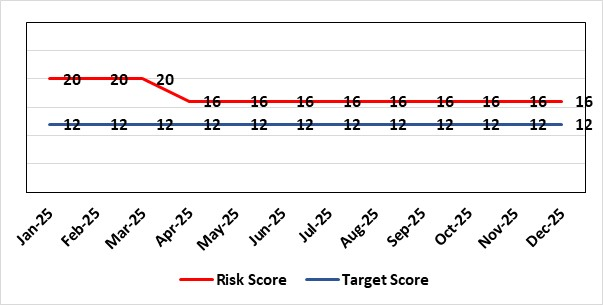 20 20 20
16 16 16 16 16 16 16 16 16
12 12 12 12 12 12 12 12 12 12 12 12
Jan-25 Feb-25 Mar-25 Apr-25 May-25 Jun-25 Jul-25 Aug-25 Sep-25 Oct-25 Nov-25 Dec-25
Risk Score Target Score